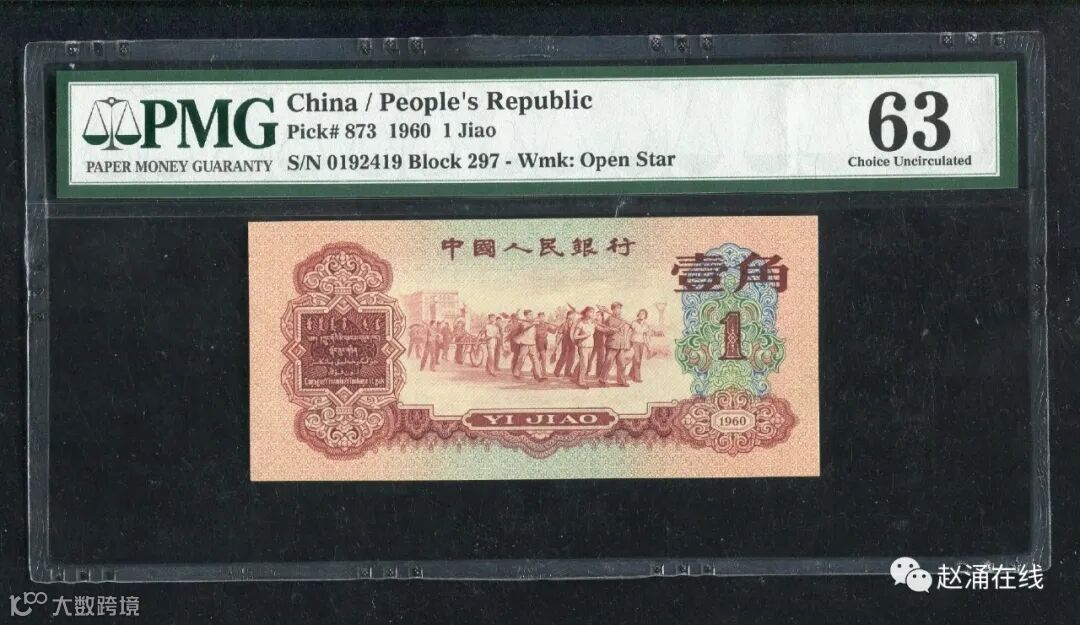 PMG
PAPER MONEY GUARANTY
China / People's Republic
Pick# 873 1960 1 Jiao
S/N 0192419 Block 297 - Wmk: Open Star
63
Choice Uncirculated
中國人民銀行
壹角
1
YI JIAO
1960
赵涌在线
大数跨境